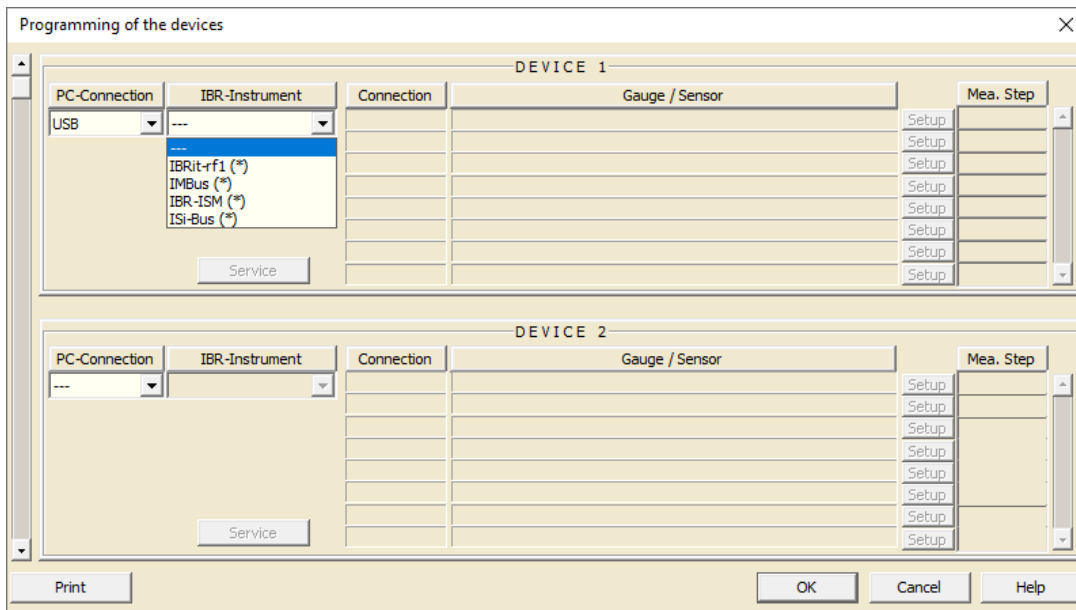 Programming of the devices
DEVICE 1
PC-Connection IBR-Instrument Connection Gauge / Sensor Mea. Step
USB --- Setup
---
Setup
IBRit-rf1 (*)
Setup
IMBus (*)
Setup
IBR-ISM (*)
Setup
ISi-Bus (*)
Setup
Setup
Service
Setup
DEVICE 2
PC-Connection IBR-Instrument Connection Gauge / Sensor Mea. Step
--- Setup
Setup
Setup
Setup
Setup
Setup
Setup
Service
Setup
Print OK Cancel Help